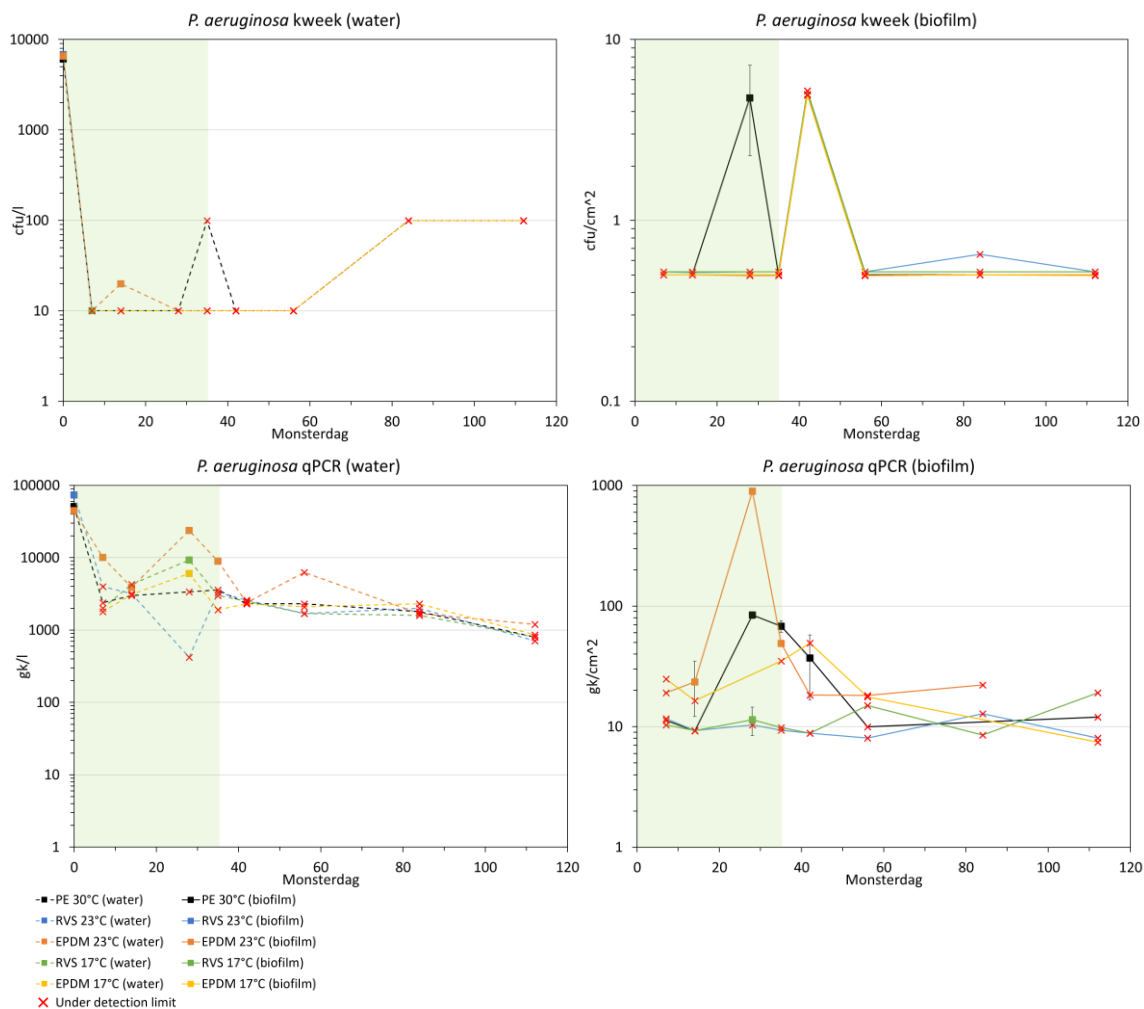 P. aeruginosa kweek (water)
10000
1000
100
10
1
cfu/l
0 20 40 60 80 100 120
Monsterdag
P. aeruginosa kweek (biofilm)
10
1
0.1
cfu/cm^2
0 20 40 60 80 100 120
Monsterdag
P. aeruginosa qPCR (water)
100000
10000
1000
100
10
1
gk/l
0 20 40 60 80 100 120
Monsterdag
P. aeruginosa qPCR (biofilm)
1000
100
10
1
gk/cm^2
0 20 40 60 80 100 120
Monsterdag
PE 30°C (water) PE 30°C (biofilm)
RVS 23°C (water) RVS 23°C (biofilm)
EPDM 23°C (water) EPDM 23°C (biofilm)
RVS 17°C (water) RVS 17°C (biofilm)
EPDM 17°C (water) EPDM 17°C (biofilm)
Under detection limit